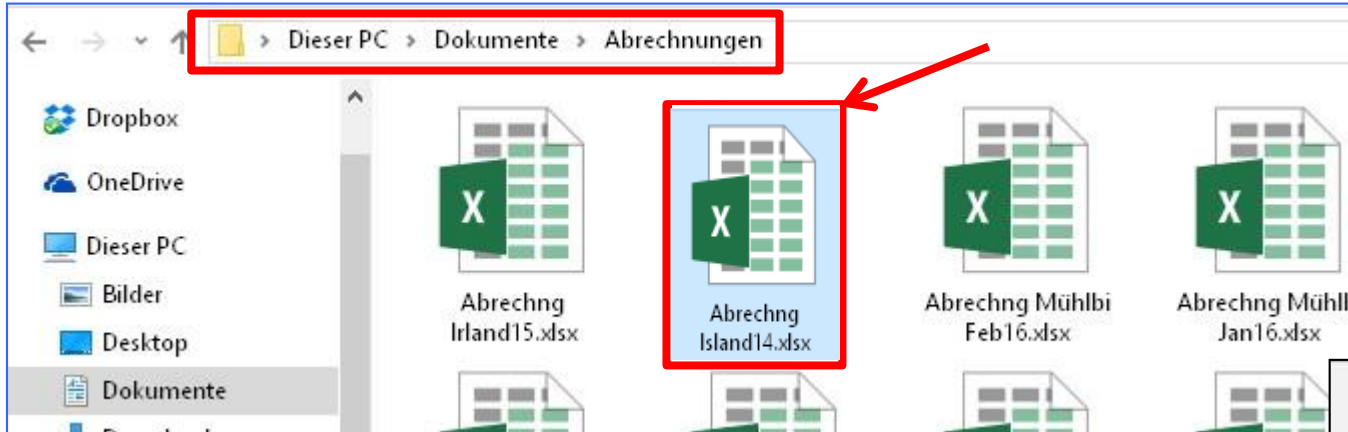 Dieser PC > Dokumente > Abrechnungen
Dropbox
OneDrive
Dieser PC
Bilder
Desktop
Dokumente
Abrechng
Irland15.xlsx
Abrechng
Island14.xlsx
Abrechng Mühlbi
Feb16.xlsx
Abrechng Mühl
Jan16.xlsx